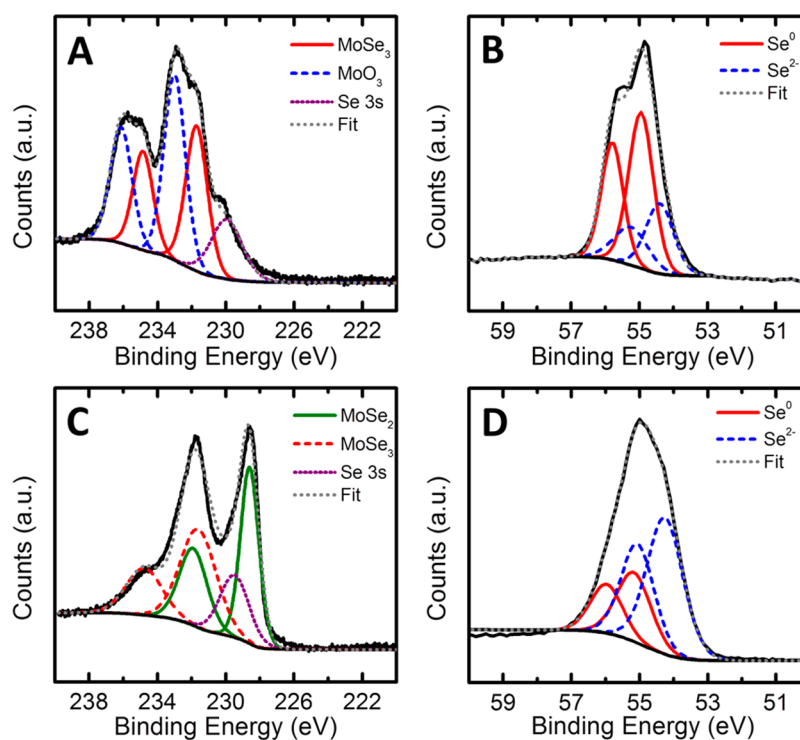 A
MoSe₃
MoO₃
Se 3s
Fit
Counts (a.u.)
238 234 230 226 222
Binding Energy (eV)
B
Se⁰
Se²⁻
Fit
Counts (a.u.)
59 57 55 53 51
Binding Energy (eV)
C
MoSe₂
MoSe₃
Se 3s
Fit
Counts (a.u.)
238 234 230 226 222
Binding Energy (eV)
D
Se⁰
Se²⁻
Fit
Counts (a.u.)
59 57 55 53 51
Binding Energy (eV)